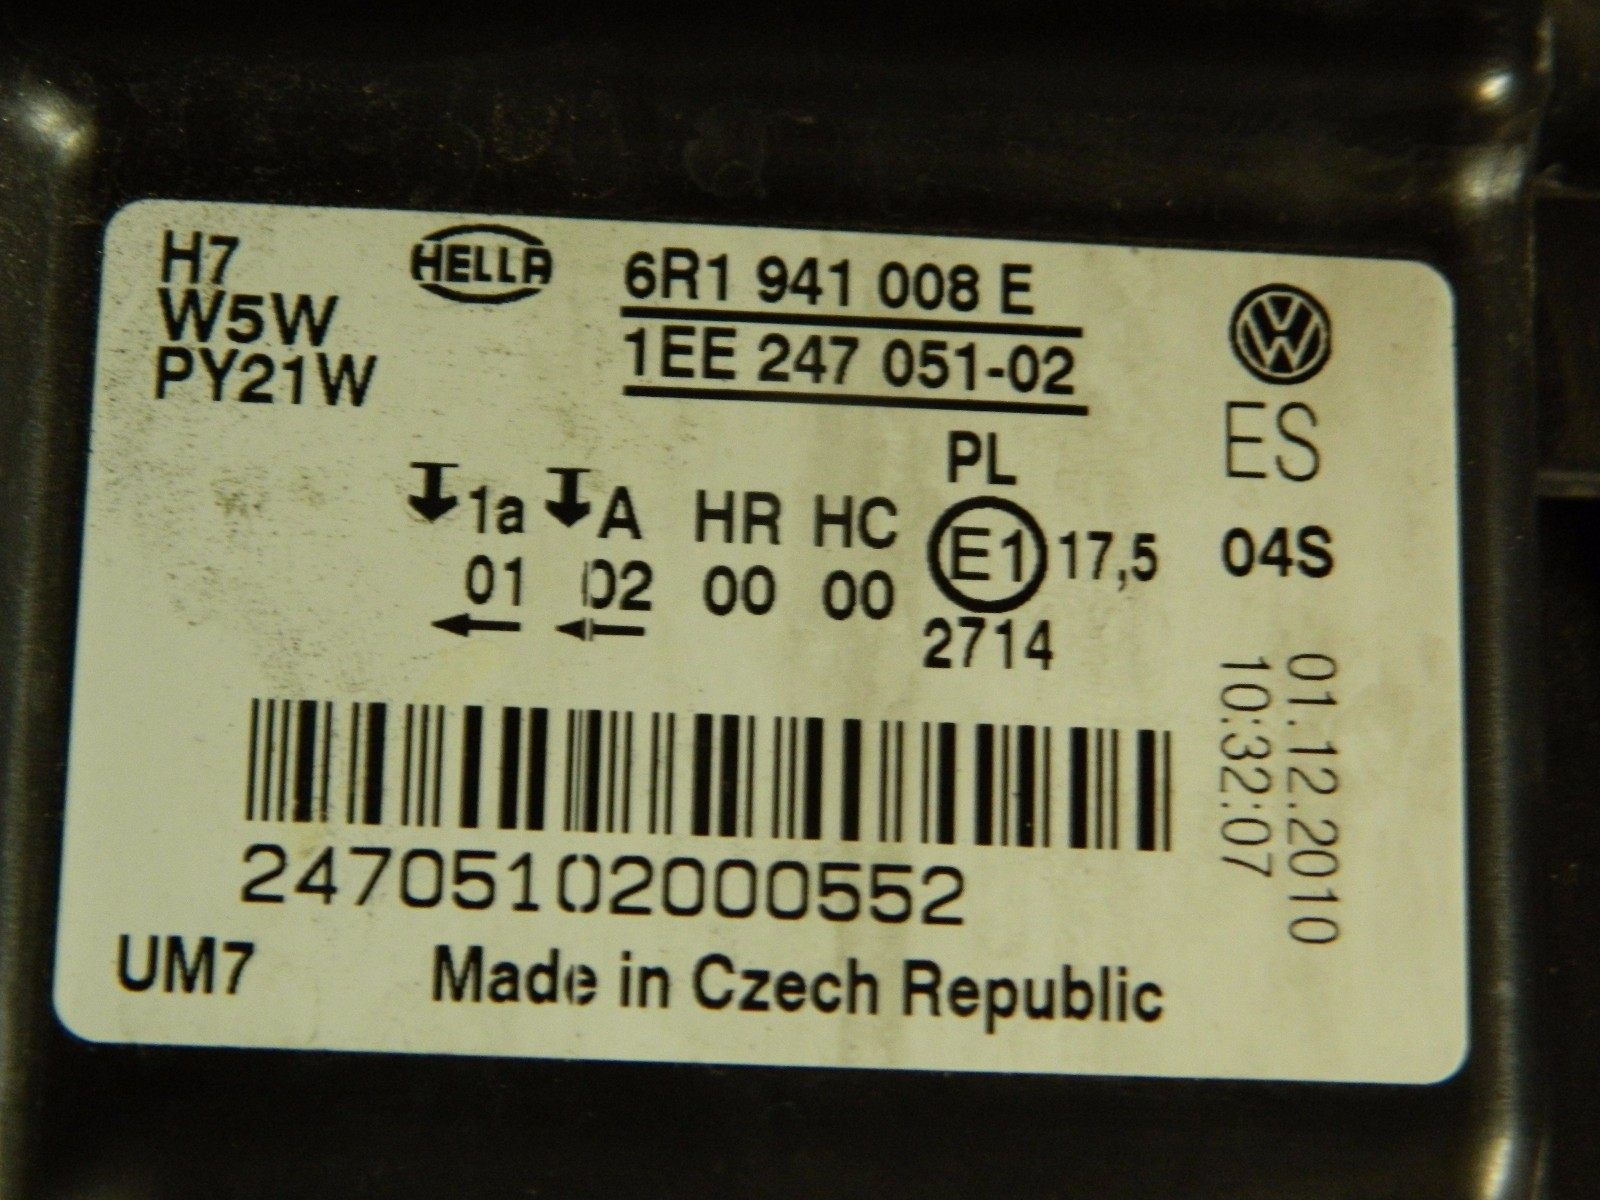 H7
W5W
PY21W
HELLA
6R1 941 008 E
1EE 247 051-02
PL
ES
1a A HR HC E1 17,5 04S
01 02 00 00
2714
01.12.2010
10:32:07
24705102000552
UM7 Made in Czech Republic